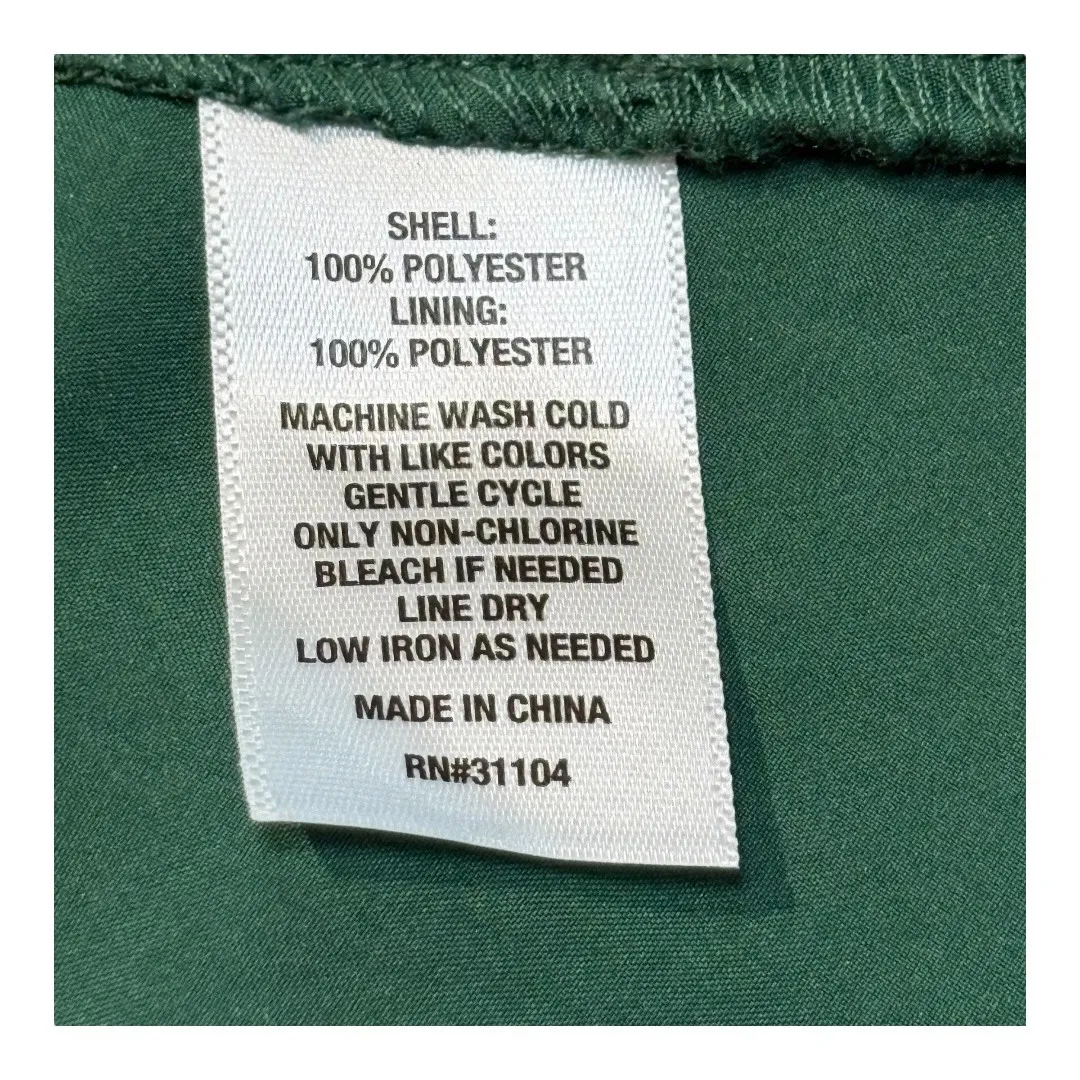 SHELL:
100% POLYESTER
LINING:
100% POLYESTER
MACHINE WASH COLD
WITH LIKE COLORS
GENTLE CYCLE
ONLY NON-CHLORINE
BLEACH IF NEEDED
LINE DRY
LOW IRON AS NEEDED
MADE IN CHINA
RN#31104